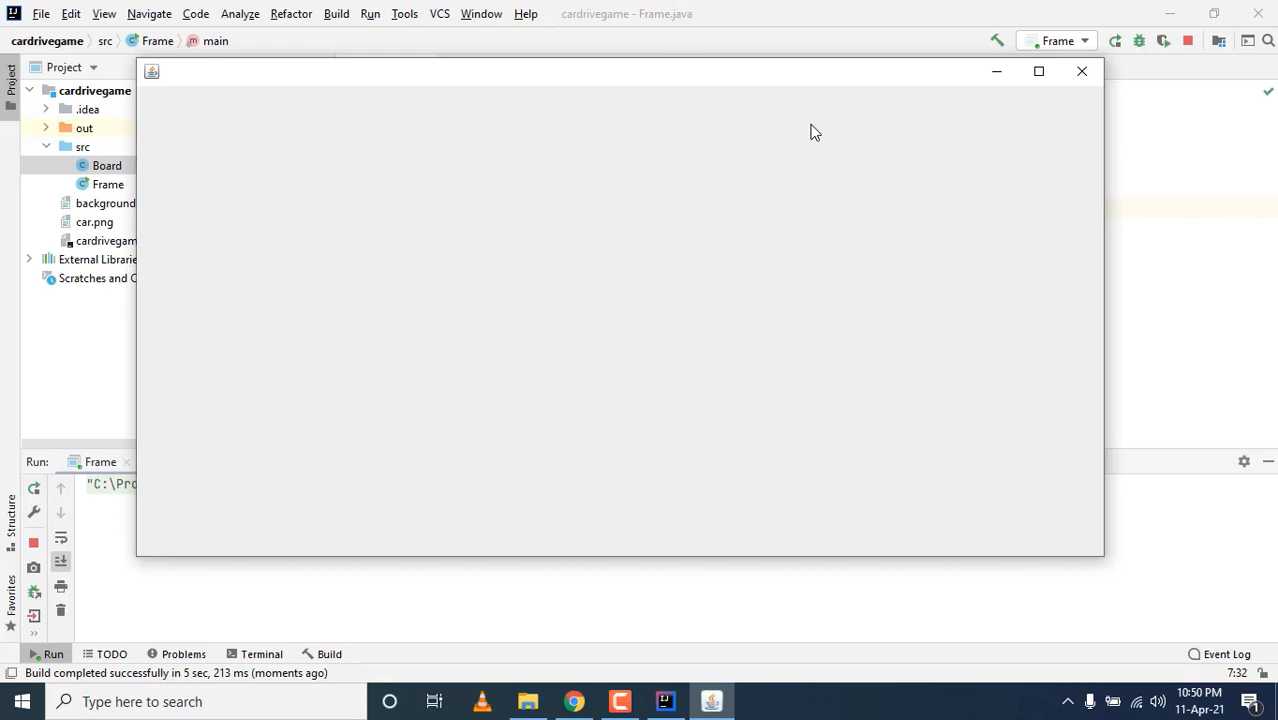 File Edit View Navigate Code Analyze Refactor Build Run Tools VCS Window Help cardrivegame - Frame.java
cardrivegame src Frame main Frame
Project
Project
cardrivegame
.idea
out
src
Board
Frame
background
car.png
cardrivegam
External Librarie
Scratches and C
Run: Frame
"C:\Pro
Structure
Favorites
Run TODO Problems Terminal Build Event Log
Build completed successfully in 5 sec, 213 ms (moments ago) 7:32
Type here to search
10:50 PM
11-Apr-21
1